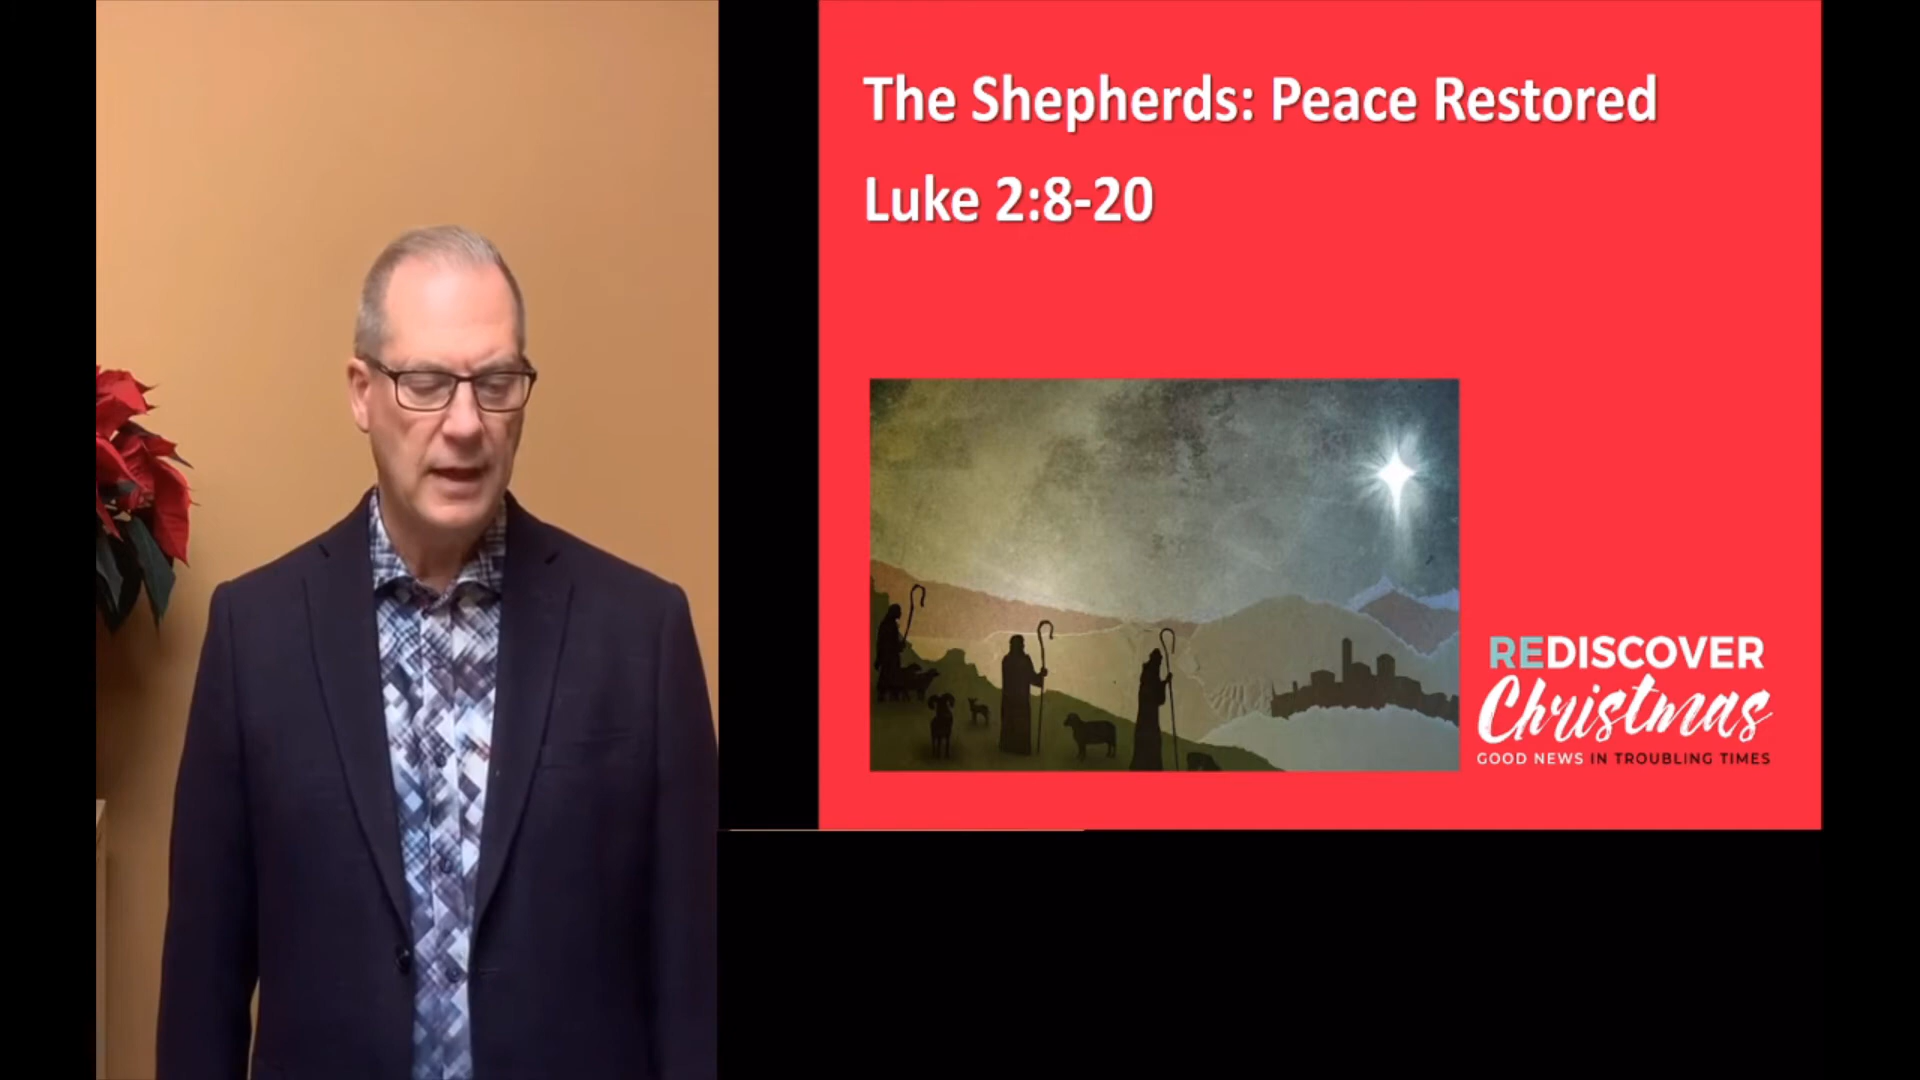 The Shepherds: Peace Restored
Luke 2:8-20
REDISCOVER
Christmas
GOOD NEWS IN TROUBLING TIMES